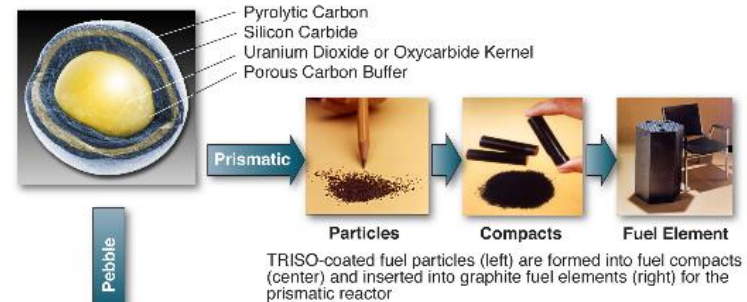 Pyrolytic Carbon
Silicon Carbide
Uranium Dioxide or Oxycarbide Kernel
Porous Carbon Buffer
Prismatic
Particles
Compacts
Fuel Element
TRISO-coated fuel particles (left) are formed into fuel compacts
(center) and inserted into graphite fuel elements (right) for the
prismatic reactor
Pebble